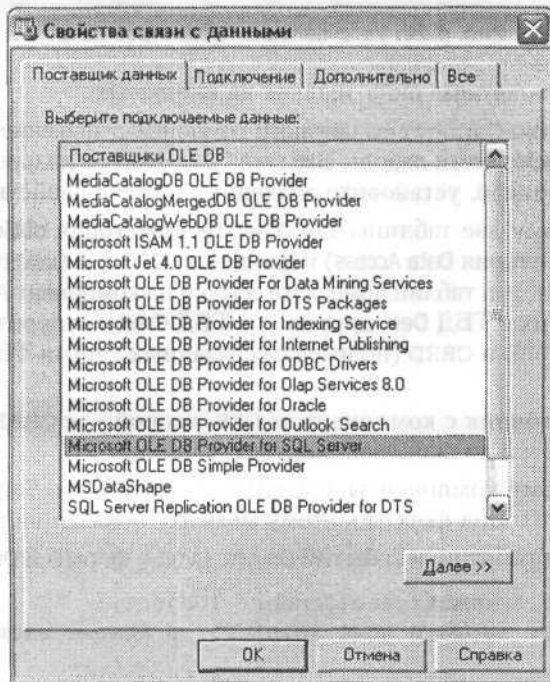 Свойства связи с данными
Поставщик данных Подключение Дополнительно Все
Выберите подключаемые данные:
Поставщики OLE DB
MediaCatalogDB OLE DB Provider
MediaCatalogMergedDB OLE DB Provider
MediaCatalogWebDB OLE DB Provider
Microsoft ISAM 1.1 OLE DB Provider
Microsoft Jet 4.0 OLE DB Provider
Microsoft OLE DB Provider For Data Mining Services
Microsoft OLE DB Provider for DTS Packages
Microsoft OLE DB Provider for Indexing Service
Microsoft OLE DB Provider for Internet Publishing
Microsoft OLE DB Provider for ODBC Drivers
Microsoft OLE DB Provider for Olap Services 8.0
Microsoft OLE DB Provider for Oracle
Microsoft OLE DB Provider for Outlook Search
Microsoft OLE DB Provider for SQL Server
Microsoft OLE DB Simple Provider
MSDataShape
SQL Server Replication OLE DB Provider for DTS
Далее >>
OK Отмена Справка